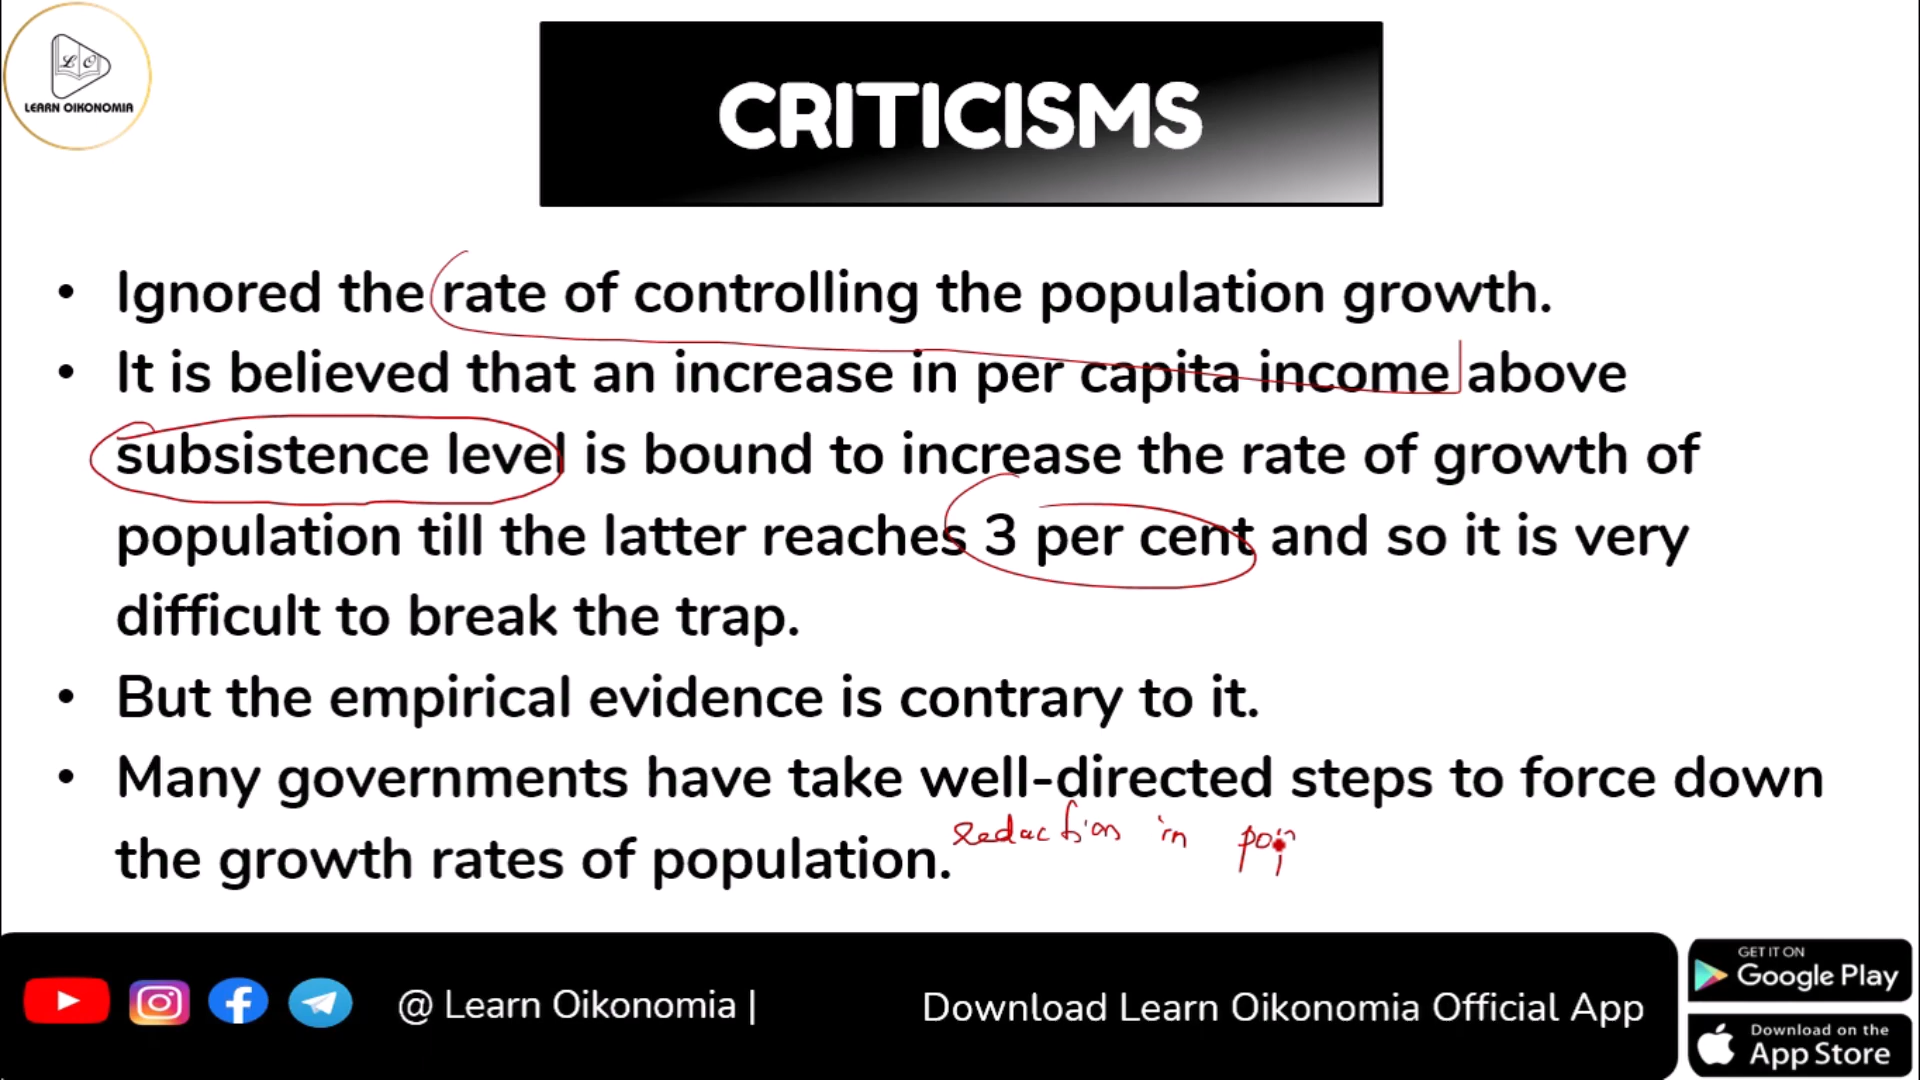 LO
LEARN OIKONOMIA
CRITICISMS
• Ignored the rate of controlling the population growth.
• It is believed that an increase in per capita income above
subsistence level is bound to increase the rate of growth of
population till the latter reaches 3 per cent and so it is very
difficult to break the trap.
• But the empirical evidence is contrary to it.
• Many governments have take well-directed steps to force down
the growth rates of population.
reduction in
@ Learn Oikonomia |
Download Learn Oikonomia Official App
GET IT ON
Google Play
Download on the
App Store